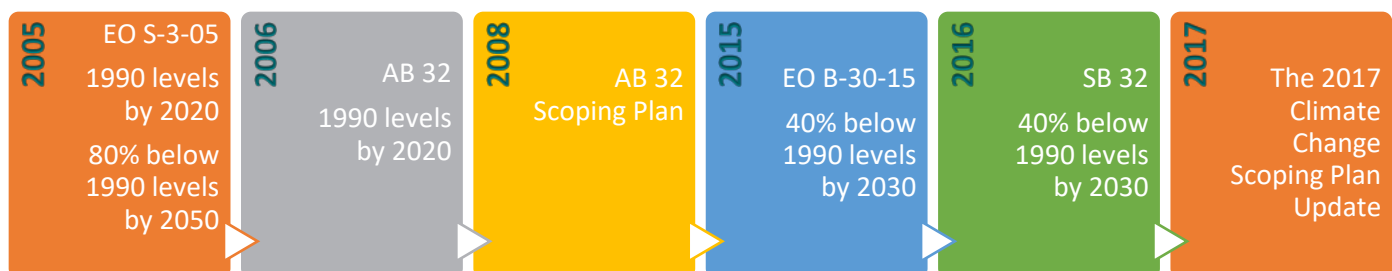 2005
EO S-3-05
1990 levels
by 2020
80% below
1990 levels
by 2050
2006
AB 32
1990 levels
by 2020
2008
AB 32
Scoping Plan
2015
EO B-30-15
40% below
1990 levels
by 2030
2016
SB 32
40% below
1990 levels
by 2030
2017
The 2017
Climate
Change
Scoping Plan
Update